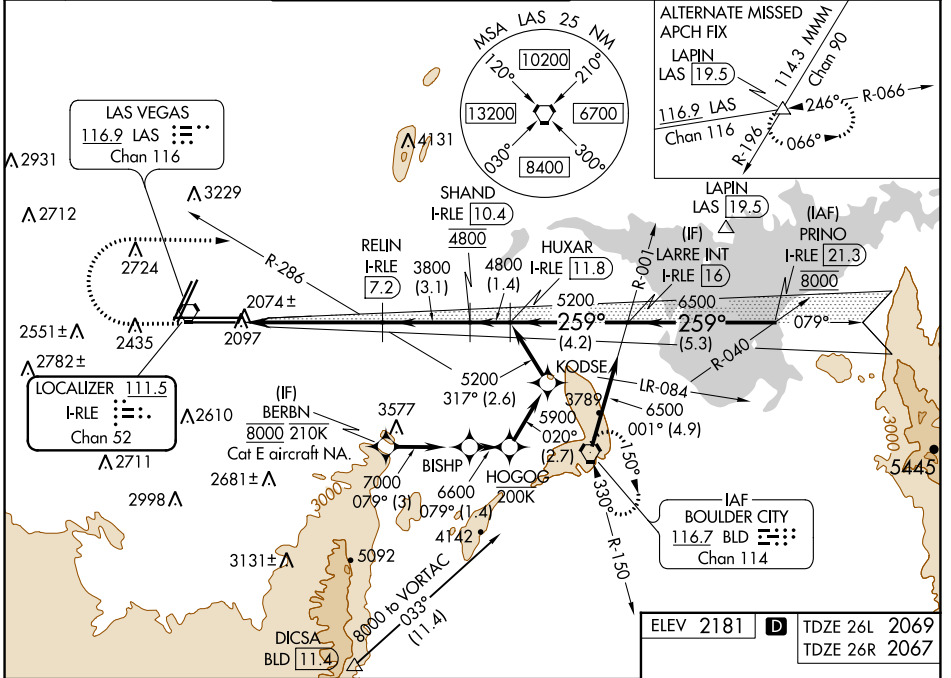 MSA LAS 25 NM
120°
10200
210°
13200
6700
030°
8400
300°
ALTERNATE MISSED
APCH FIX
LAPIN
LAS 19.5
114.3 MMM
Chan 90
116.9 LAS
Chan 116
246°
R-066
066°
R-196
LAS VEGAS
116.9 LAS
Chan 116
2931
4131
3229
2712
2724
R-286
SHAND
I-RLE 10.4
4800
RELIN
I-RLE
7.2
3800
(3.1)
4800
(1.4)
HUXAR
I-RLE 11.8
LAPIN
LAS 19.5
R-001
(IF)
LARRE INT
I-RLE 16
(IAF)
PRINO
I-RLE 21.3
8000
2074±
2097
2551±
2435
2782±
5200
259°
(4.2)
6500
259°
(5.3)
079°
R-040
LOCALIZER 111.5
I-RLE
Chan 52
2610
2711
(IF)
BERBN
8000 210K
Cat E aircraft NA.
3577
5200
317° (2.6)
KODSE
LR-084
3789
6500
001° (4.9)
5900
020°
(2.7)
BISHP
HOGOG
200K
7000
079° (3)
6600
079° (1.4)
150°
330°
R-150
3000
5445
2681±
2998
3000
3131±
5092
4142
IAF
BOULDER CITY
116.7 BLD
Chan 114
8000 to VORTAC
033°
(11.4)
DICSA
BLD 11.4
ELEV 2181 D TDZE 26L 2069
TDZE 26R 2067